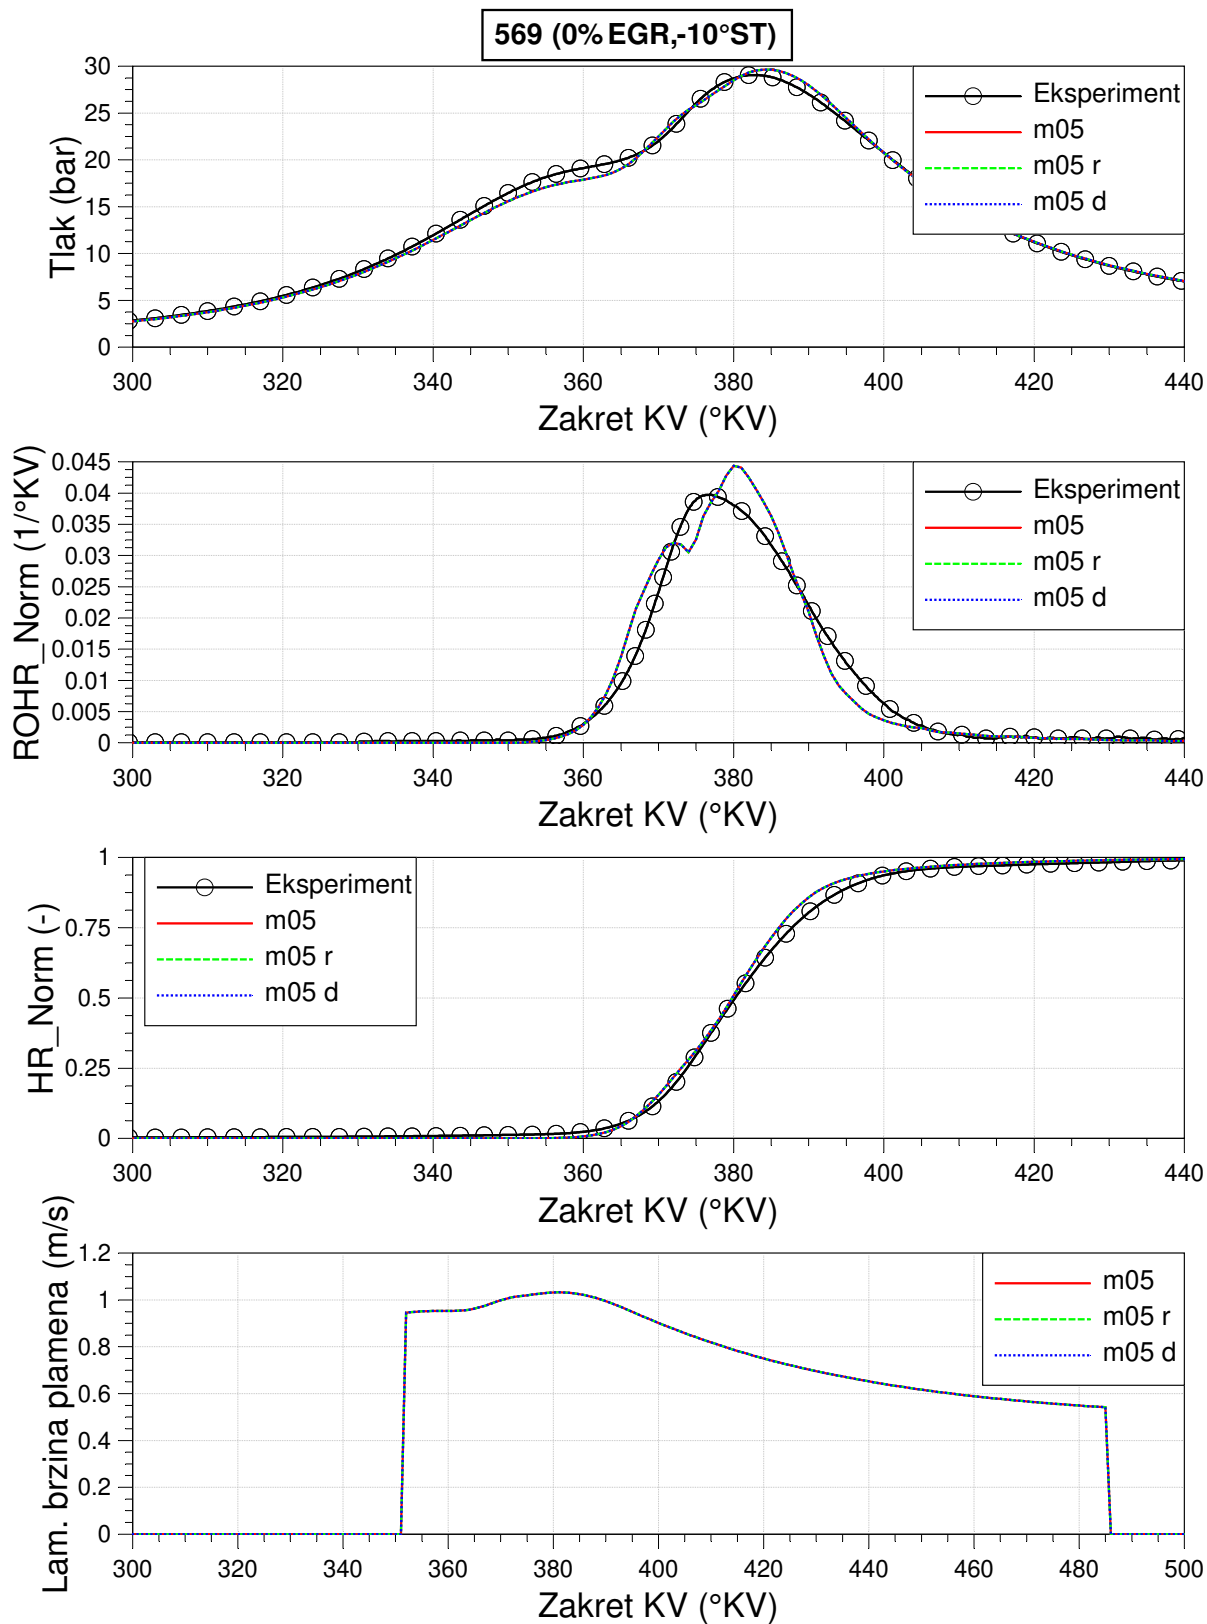 569 (0% EGR,-10°ST)
Tlak (bar)
30
25
20
15
10
5
0
Eksperiment
m05
m05 r
m05 d
300 320 340 360 380 400 420 440
Zakret KV (°KV)
ROHR_Norm (1/°KV)
0.045
0.04
0.035
0.03
0.025
0.02
0.015
0.01
0.005
0
Eksperiment
m05
m05 r
m05 d
300 320 340 360 380 400 420 440
Zakret KV (°KV)
HR_Norm (-)
1
0.75
0.5
0.25
0
Eksperiment
m05
m05 r
m05 d
300 320 340 360 380 400 420 440
Zakret KV (°KV)
Lam. brzina plamena (m/s)
1.2
1
0.8
0.6
0.4
0.2
0
m05
m05 r
m05 d
300 320 340 360 380 400 420 440 460 480 500
Zakret KV (°KV)